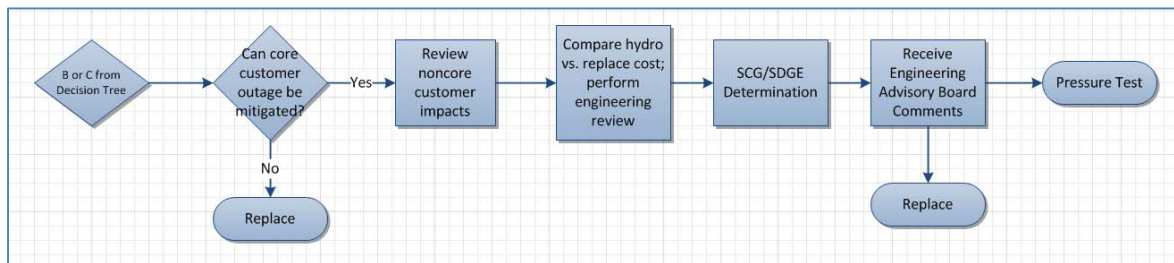 B or C from
Decision Tree
Can core
customer
outage be
mitigated?
Yes
Review
noncore
customer
impacts
Compare hydro
vs. replace cost;
perform
engineering
review
SCG/SDGE
Determination
Receive
Engineering
Advisory Board
Comments
Pressure Test
No
Replace
Replace